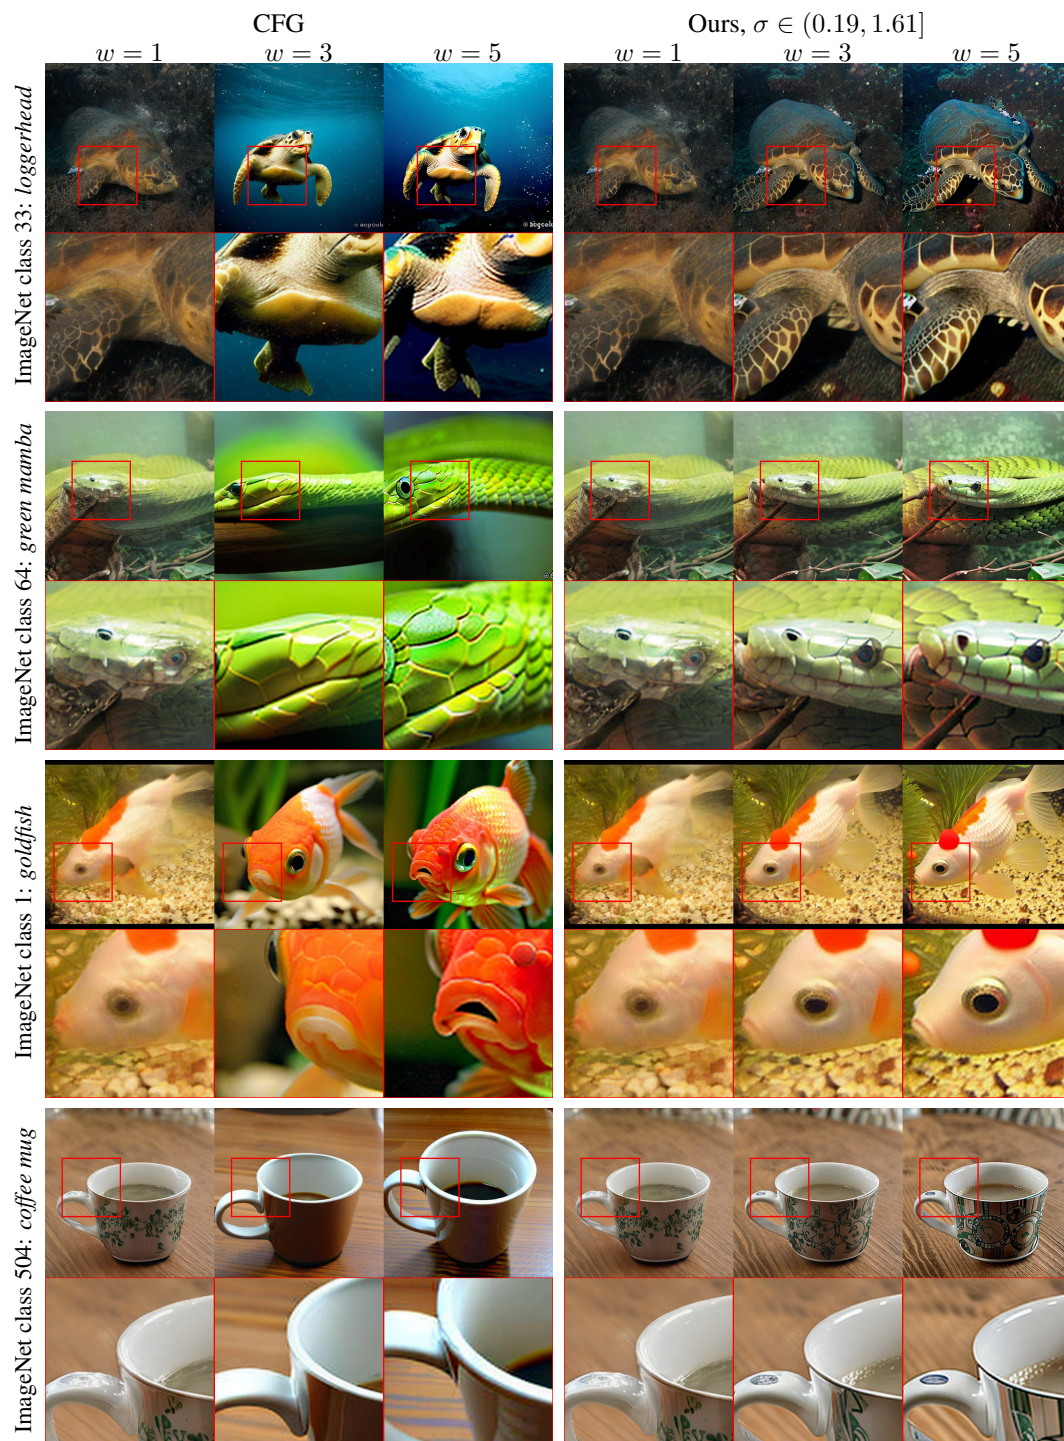 CFG
Ours, σ ∈ (0.19, 1.61]
w = 1 w = 3 w = 5 w = 1 w = 3 w = 5
ImageNet class 33: loggerhead
ImageNet class 64: green mamba
ImageNet class 1: goldfish
ImageNet class 504: coffee mug